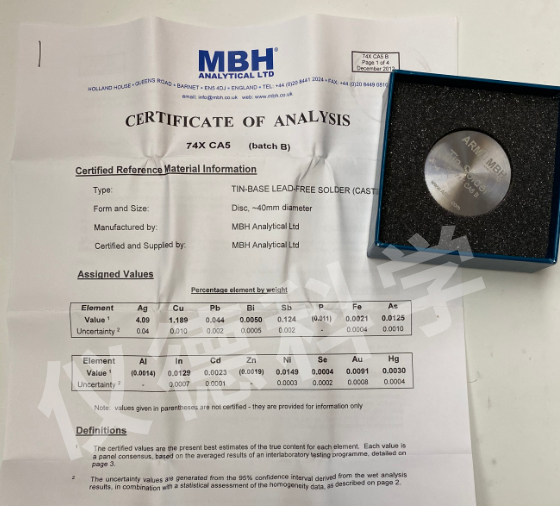 MBH
ANALYTICAL LTD
74X CA5 B
Page 1 of 4
HOLLAND HOUSE • QUEENS ROAD • BARNET • EN5 4DJ • ENGLAND • TEL: +44 (0)20 8441 2024 • FAX: +44 (0)20 8449
email: info@mbh.co.uk web: www.mbh.co.uk
CERTIFICATE OF ANALYSIS
74X CA5 (batch B)
Certified Reference Material Information
Type: TIN-BASE LEAD-FREE SOLDER
Form and Size: Disc, ~40mm diameter
Manufactured by: MBH Analytical Ltd
Certified and Supplied by: MBH Analytical Ltd
ARMI MBH
Assigned Values
Percentage element by weight
Element Ag Cu Pb Bi Sb P Fe As
Value ¹ 4.09 1.189 0.044 0.0050 0.124 (0.011) 0.0021 0.0125
Uncertainty ² 0.04 0.010 0.002 0.0005 0.002 - 0.0004 0.0010
Element Al In Cd Zn Ni Se Au Hg
Value ¹ (0.0014) 0.0129 0.0023 (0.0019) 0.0149 0.0004 0.0091 0.0030
Uncertainty ² - 0.0007 0.0001 0.0003 0.0002 0.0008 0.0004
Note: values given in parentheses are not certified - they are provided for information only
Definitions
¹ The certified values are the present best estimates of the true content for each element. Each value is
a panel consensus, based on the averaged results of an interlaboratory testing programme, detailed on
page 3.
² The uncertainty values are generated from the 95% confidence interval derived from the wet analysis
results, in combination with a statistical assessment of the homogeneity data, as described on page 2.
仪德科学